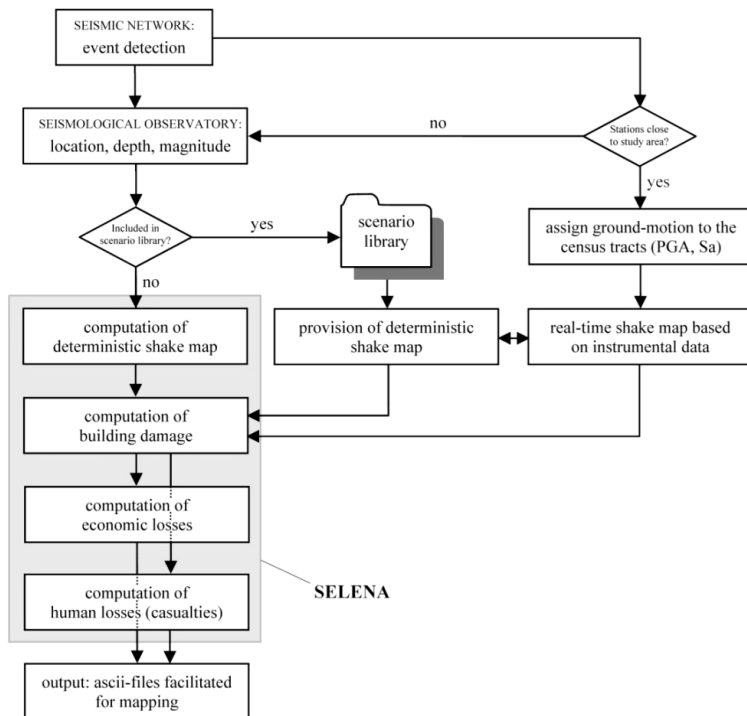 SEISMIC NETWORK:
event detection
SEISMOLOGICAL OBSERVATORY:
location, depth, magnitude
no
Stations close
to study area?
yes
Included in
scenario library?
yes
scenario
library
assign ground-motion to the
census tracts (PGA, Sa)
no
computation of
deterministic shake map
provision of deterministic
shake map
real-time shake map based
on instrumental data
computation of
building damage
computation of
economic losses
computation of
human losses (casualties)
SELENA
output: ascii-files facilitated
for mapping